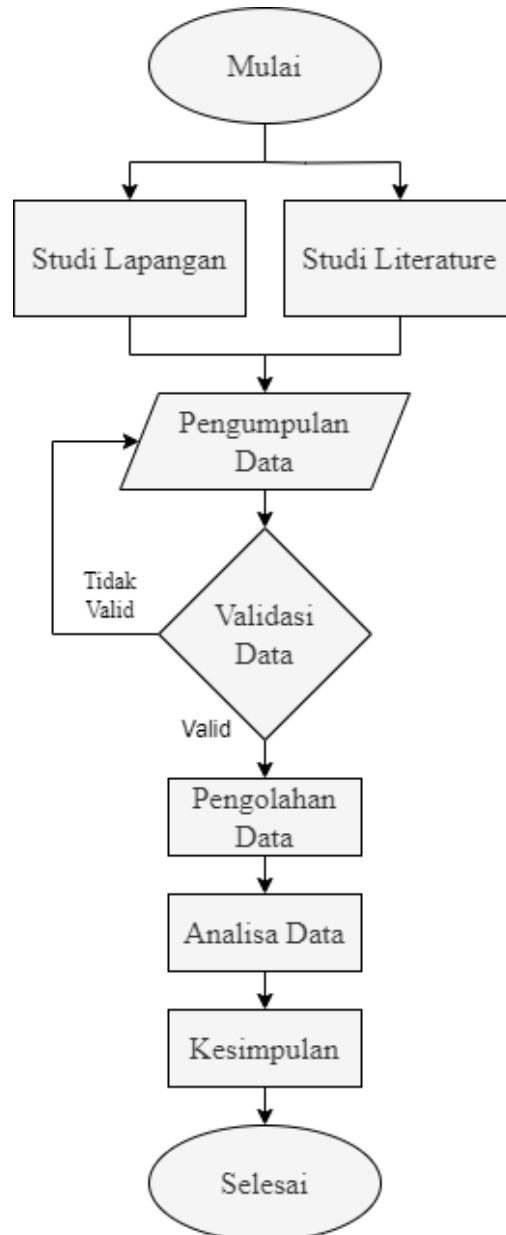 Mulai
Studi Lapangan
Studi Literature
Pengumpulan
Data
Tidak
Valid
Validasi
Data
Valid
Pengolahan
Data
Analisa Data
Kesimpulan
Selesai